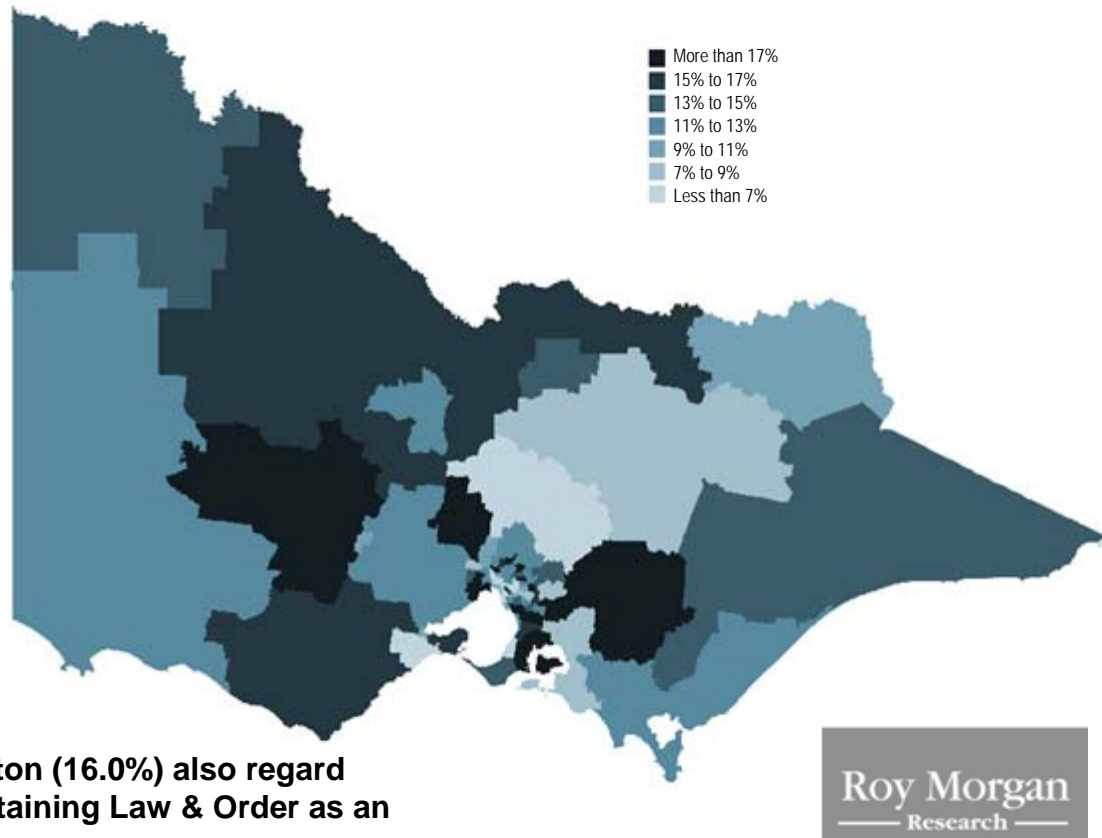 More than 17%
15% to 17%
13% to 15%
11% to 13%
9% to 11%
7% to 9%
Less than 7%
ton (16.0%) also regard
taining Law & Order as an
Roy Morgan
Research